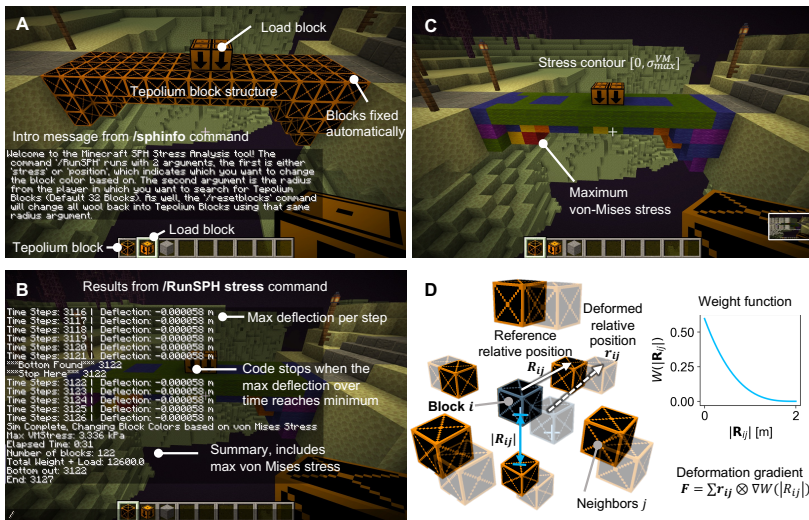 A
Load block
Tepolium block structure
Blocks fixed
automatically
Intro message from /sphinfo command
Welcome to the Minecraft SPH Stress Analysis tool! The
command '/RunSPH' runs with 2 arguments, the first is either
'stress' or 'position', which indicates which you want to change
the block color based on. The second argument is the radius
from the player in which you want to search for Tepolium
Blocks (Default 32 Blocks). As well, the '/resetblocks' command
will change all wool back into Tepolium Blocks using that same
radius argument.
Load block
Tepolium block
C
Stress contour [0, σ_max^VM]
Maximum
von-Mises stress
B
Results from /RunSPH stress command
Time Steps: 3116 | Deflection: -0.000058 m
Time Steps: 3117 | Deflection: -0.000058 m
Time Steps: 3118 | Deflection: -0.000058 m
Time Steps: 3119 | Deflection: -0.000058 m
Time Steps: 3120 | Deflection: -0.000058 m
Time Steps: 3121 | Deflection: -0.000058 m
***Bottom Found*** 3122
***Stop Here*** 3122
Time Steps: 3122 | Deflection: -0.000058 m
Time Steps: 3123 | Deflection: -0.000058 m
Time Steps: 3124 | Deflection: -0.000058 m
Time Steps: 3125 | Deflection: -0.000058 m
Time Steps: 3126 | Deflection: -0.000058 m
Sim Complete, Changing Block Colors based on von Mises Stress
Max VMStress: 3.336 kPa
Elapsed Time: 0:31
Number of blocks: 122
Total Weight + Load: 12600.0
Bottom out: 3122
End: 3127
/
Max deflection per step
Code stops when the
max deflection over
time reaches minimum
Summary, includes
max von Mises stress
D
Reference
relative position
R_ij
Deformed
relative
position
r_ij
Block i
|R_ij|
Neighbors j
Weight function
W(|R_ij|)
0.50
0.25
0.00
0
2
|R_ij| [m]
Deformation gradient
F = ∑r_ij ⊗ ∇W(|R_ij|)